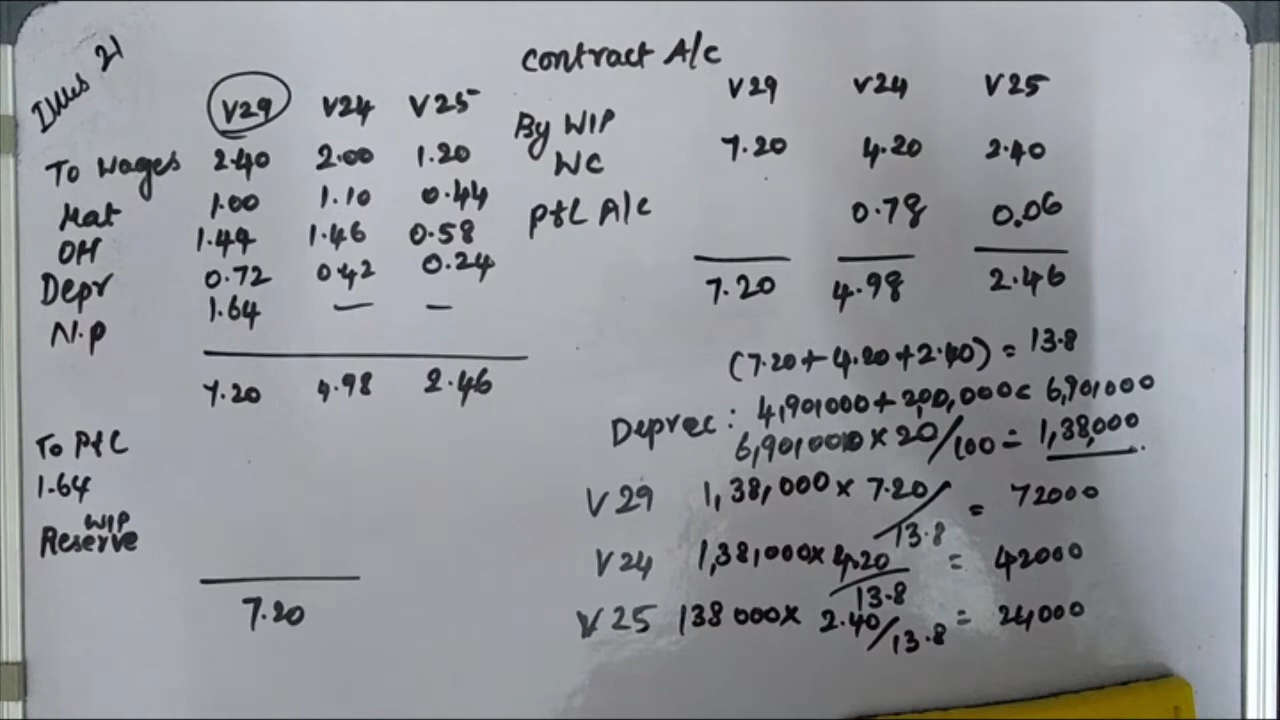 Illus 21
Contract A/c
V29 V24 V25
To Wages 2.40 2.00 1.20
Mat 1.00 1.10 0.44
OH 1.44 1.46 0.58
Depr 0.72 0.42 0.24
N.p 1.64 — —
7.20 4.98 2.46
To P&L
1.64
WIP
Reserve
7.20
V29 V24 V25
By WIP
WC 7.20 4.20 2.40
P&L A/c 0.78 0.06
7.20 4.98 2.46
(7.20+4.20+2.40) = 13.8
Deprec: 4,90,000+200,000= 6,90,000
6,90,000 x 20/100 = 1,38,000
V29 1,38,000 x 7.20/13.8 = 72000
V24 1,38,000x 4.20/13.8 = 42000
V25 138000x 2.40/13.8 = 24000